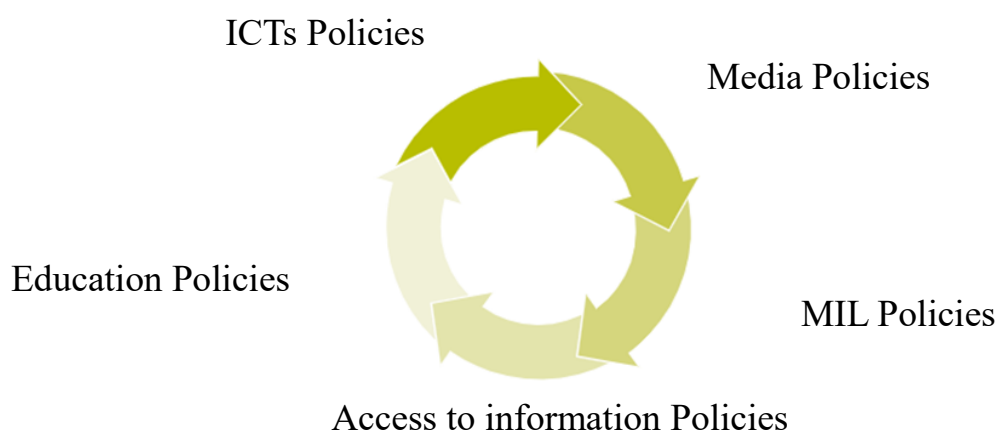 ICTs Policies
Media Policies
MIL Policies
Access to information Policies
Education Policies